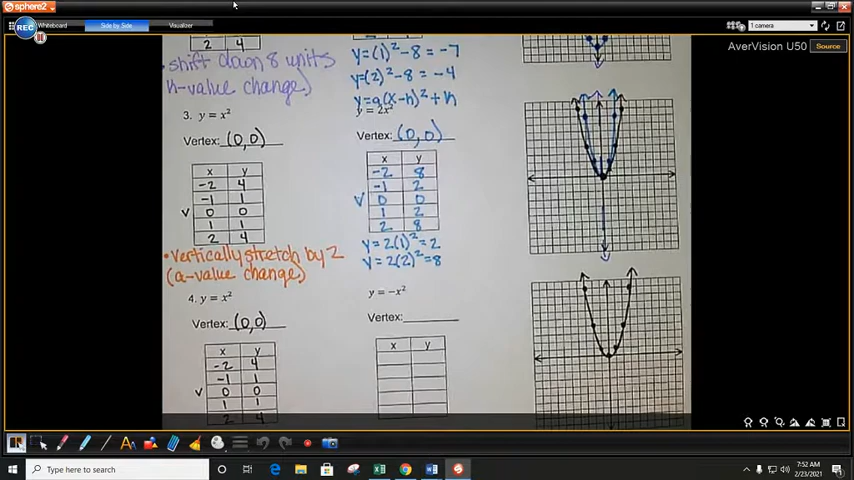 sphere2
Whiteboard
Side by Side
Visualizer
REC
1 camera
AverVision U50
Source
2 4
• shift down 8 units
(k-value change)
y=(1)²-8 = -7
y=(2)²-8 = -4
y=a(x-h)²+k
3. y = x²
y = 2x²
Vertex: (0,0)
Vertex: (0,0)
x y
-2 4
-1 1
V 0 0
1 1
2 4
x y
-2 8
-1 2
V 0 0
1 2
2 8
y=2(1)²=2
y=2(2)²=8
• vertically stretch by 2
(a-value change)
4. y = x²
y = -x²
Vertex: (0,0)
Vertex:
x y
-2 4
-1 1
V 0 0
1 1
2 4
x y
Type here to search
7:52 AM
2/23/2021